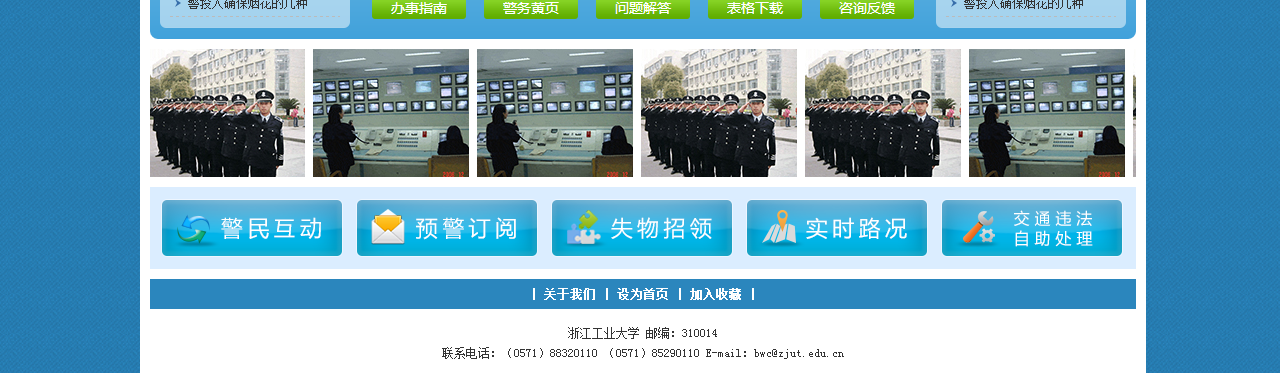 警投入确保烟花的几种
办事指南 警务黄页 问题解答 表格下载 咨询反馈
警投入确保烟花的几种
警民互动 预警订阅 失物招领 实时路况 交通违法
自助处理
| 关于我们 | 设为首页 | 加入收藏 |
浙江工业大学 邮编：310014
联系电话：（0571）88320110 （0571）85290110 E-mail：bwc@zjut.edu.cn